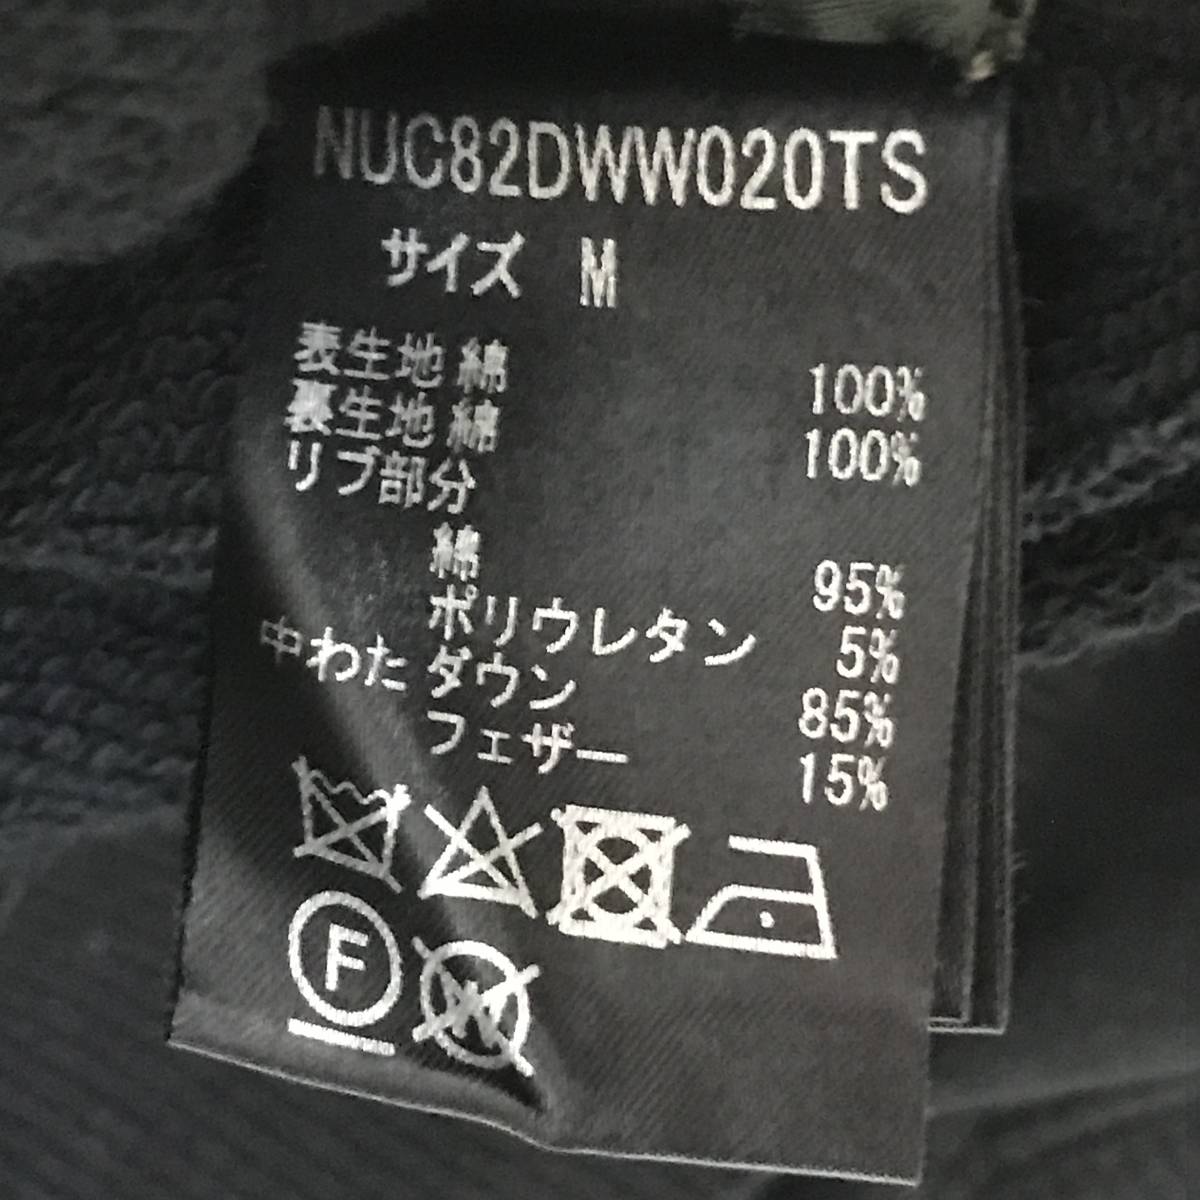 NUC82DWW020TS
サイズ M
表生地 綿 100%
裏生地 綿 100%
リブ部分
綿 95%
ポリウレタン 5%
中わた ダウン 85%
フェザー 15%
F W